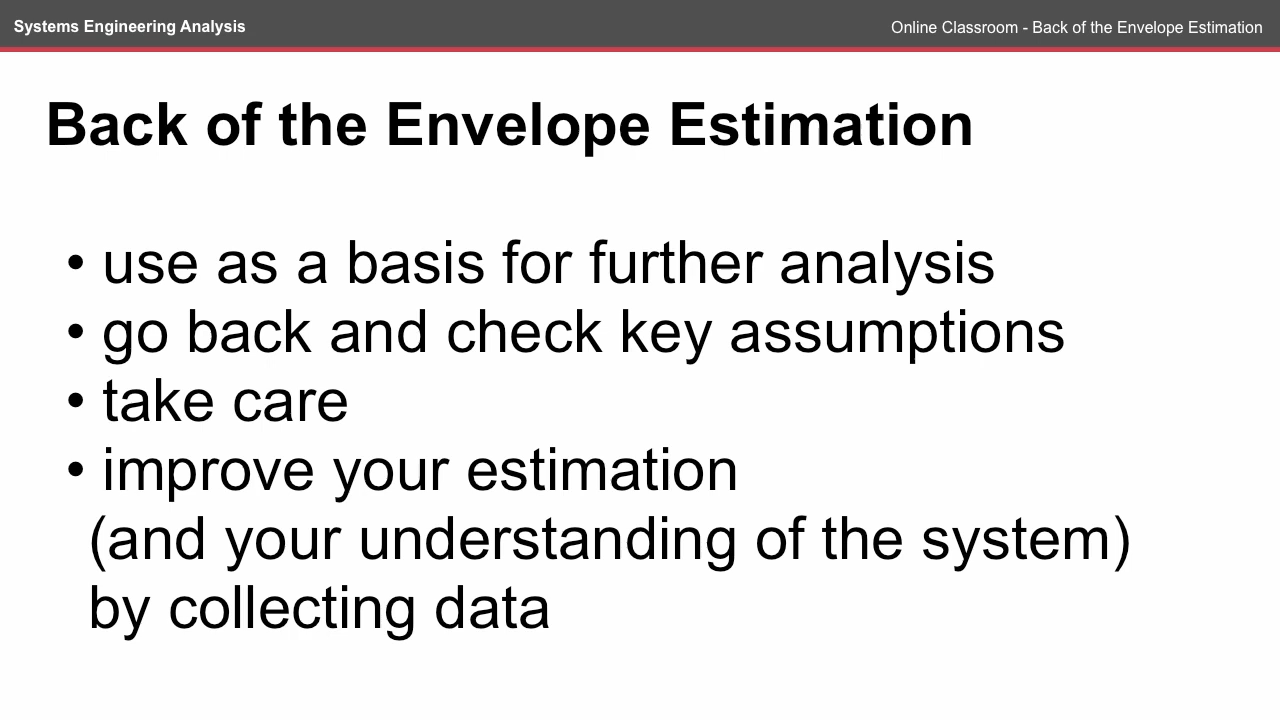 Systems Engineering Analysis
Online Classroom - Back of the Envelope Estimation
Back of the Envelope Estimation
• use as a basis for further analysis
• go back and check key assumptions
• take care
• improve your estimation
(and your understanding of the system)
by collecting data